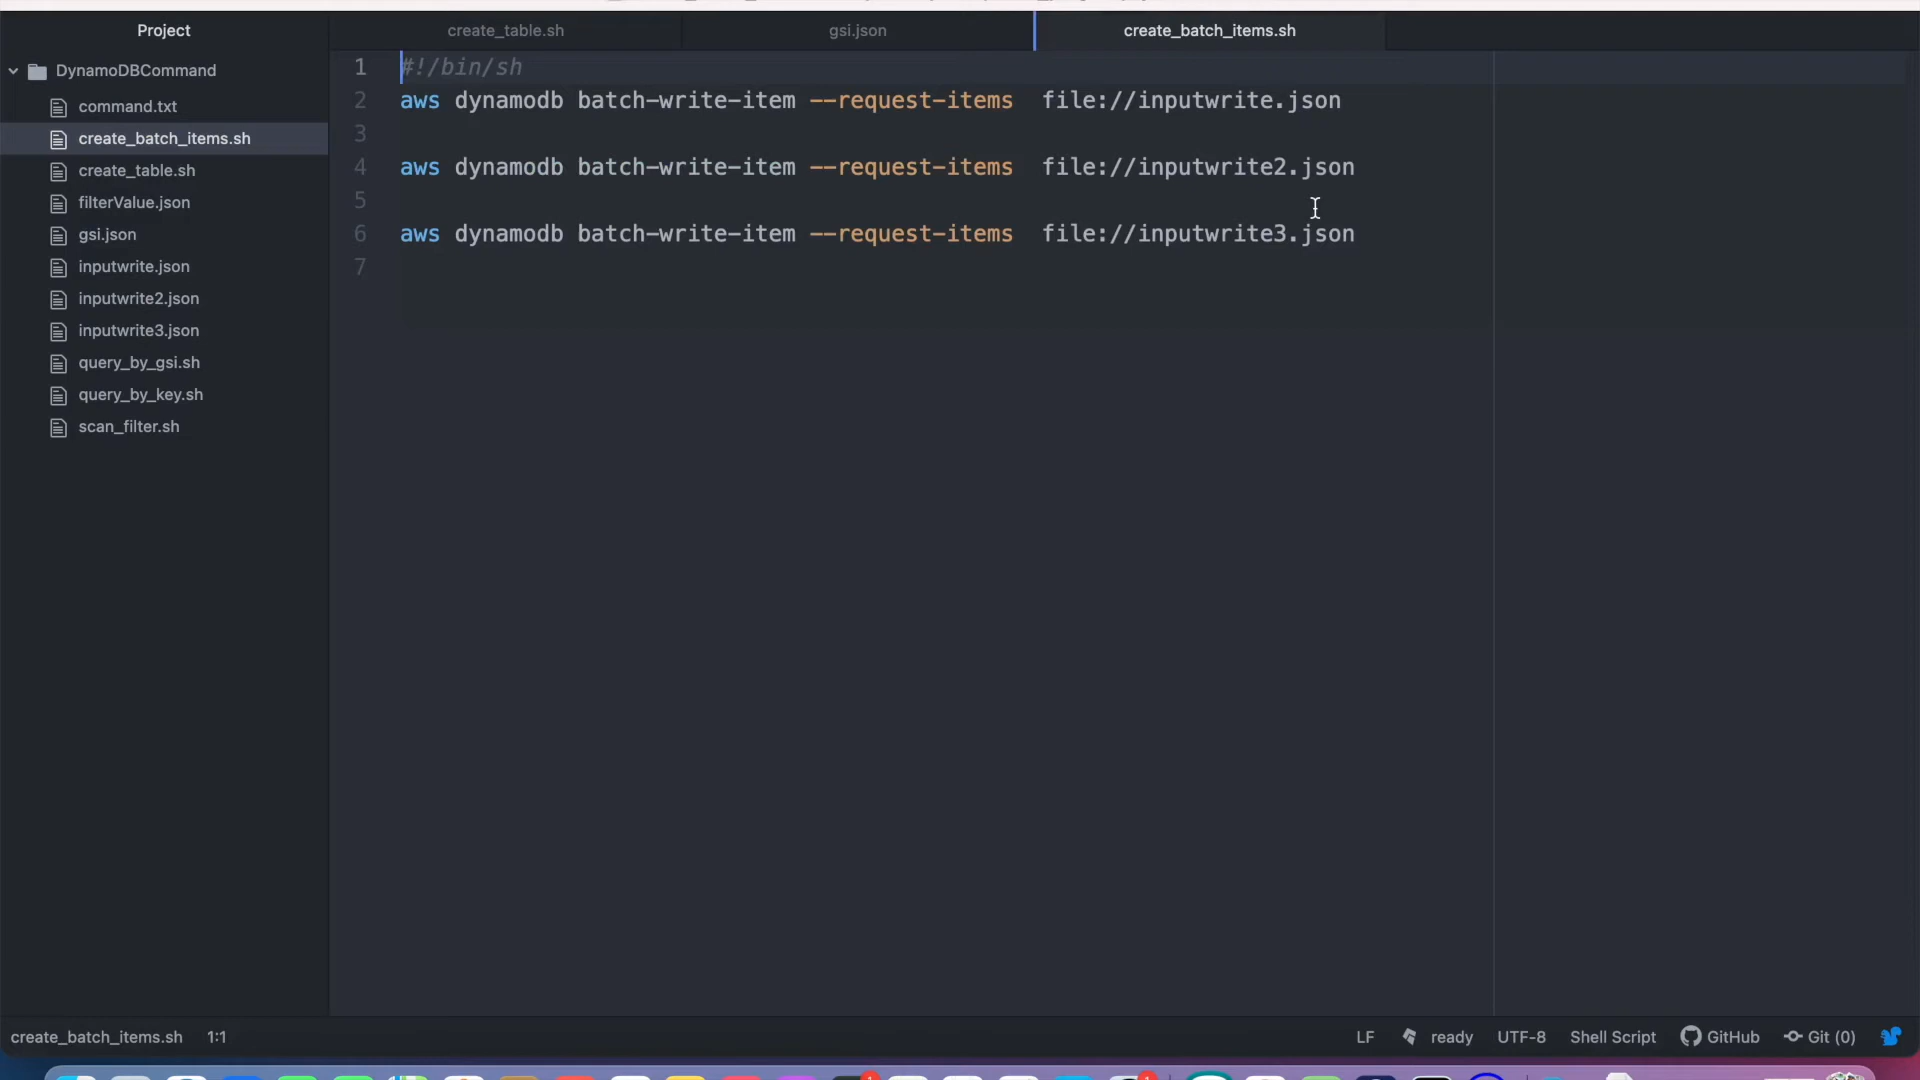 Project
create_table.sh
gsi.json
create_batch_items.sh
DynamoDBCommand
command.txt
create_batch_items.sh
create_table.sh
filterValue.json
gsi.json
inputwrite.json
inputwrite2.json
inputwrite3.json
query_by_gsi.sh
query_by_key.sh
scan_filter.sh
1 #!/bin/sh
2 aws dynamodb batch-write-item --request-items  file://inputwrite.json
3
4 aws dynamodb batch-write-item --request-items  file://inputwrite2.json
5
6 aws dynamodb batch-write-item --request-items  file://inputwrite3.json
7
create_batch_items.sh 1:1 LF ready UTF-8 Shell Script GitHub Git (0)